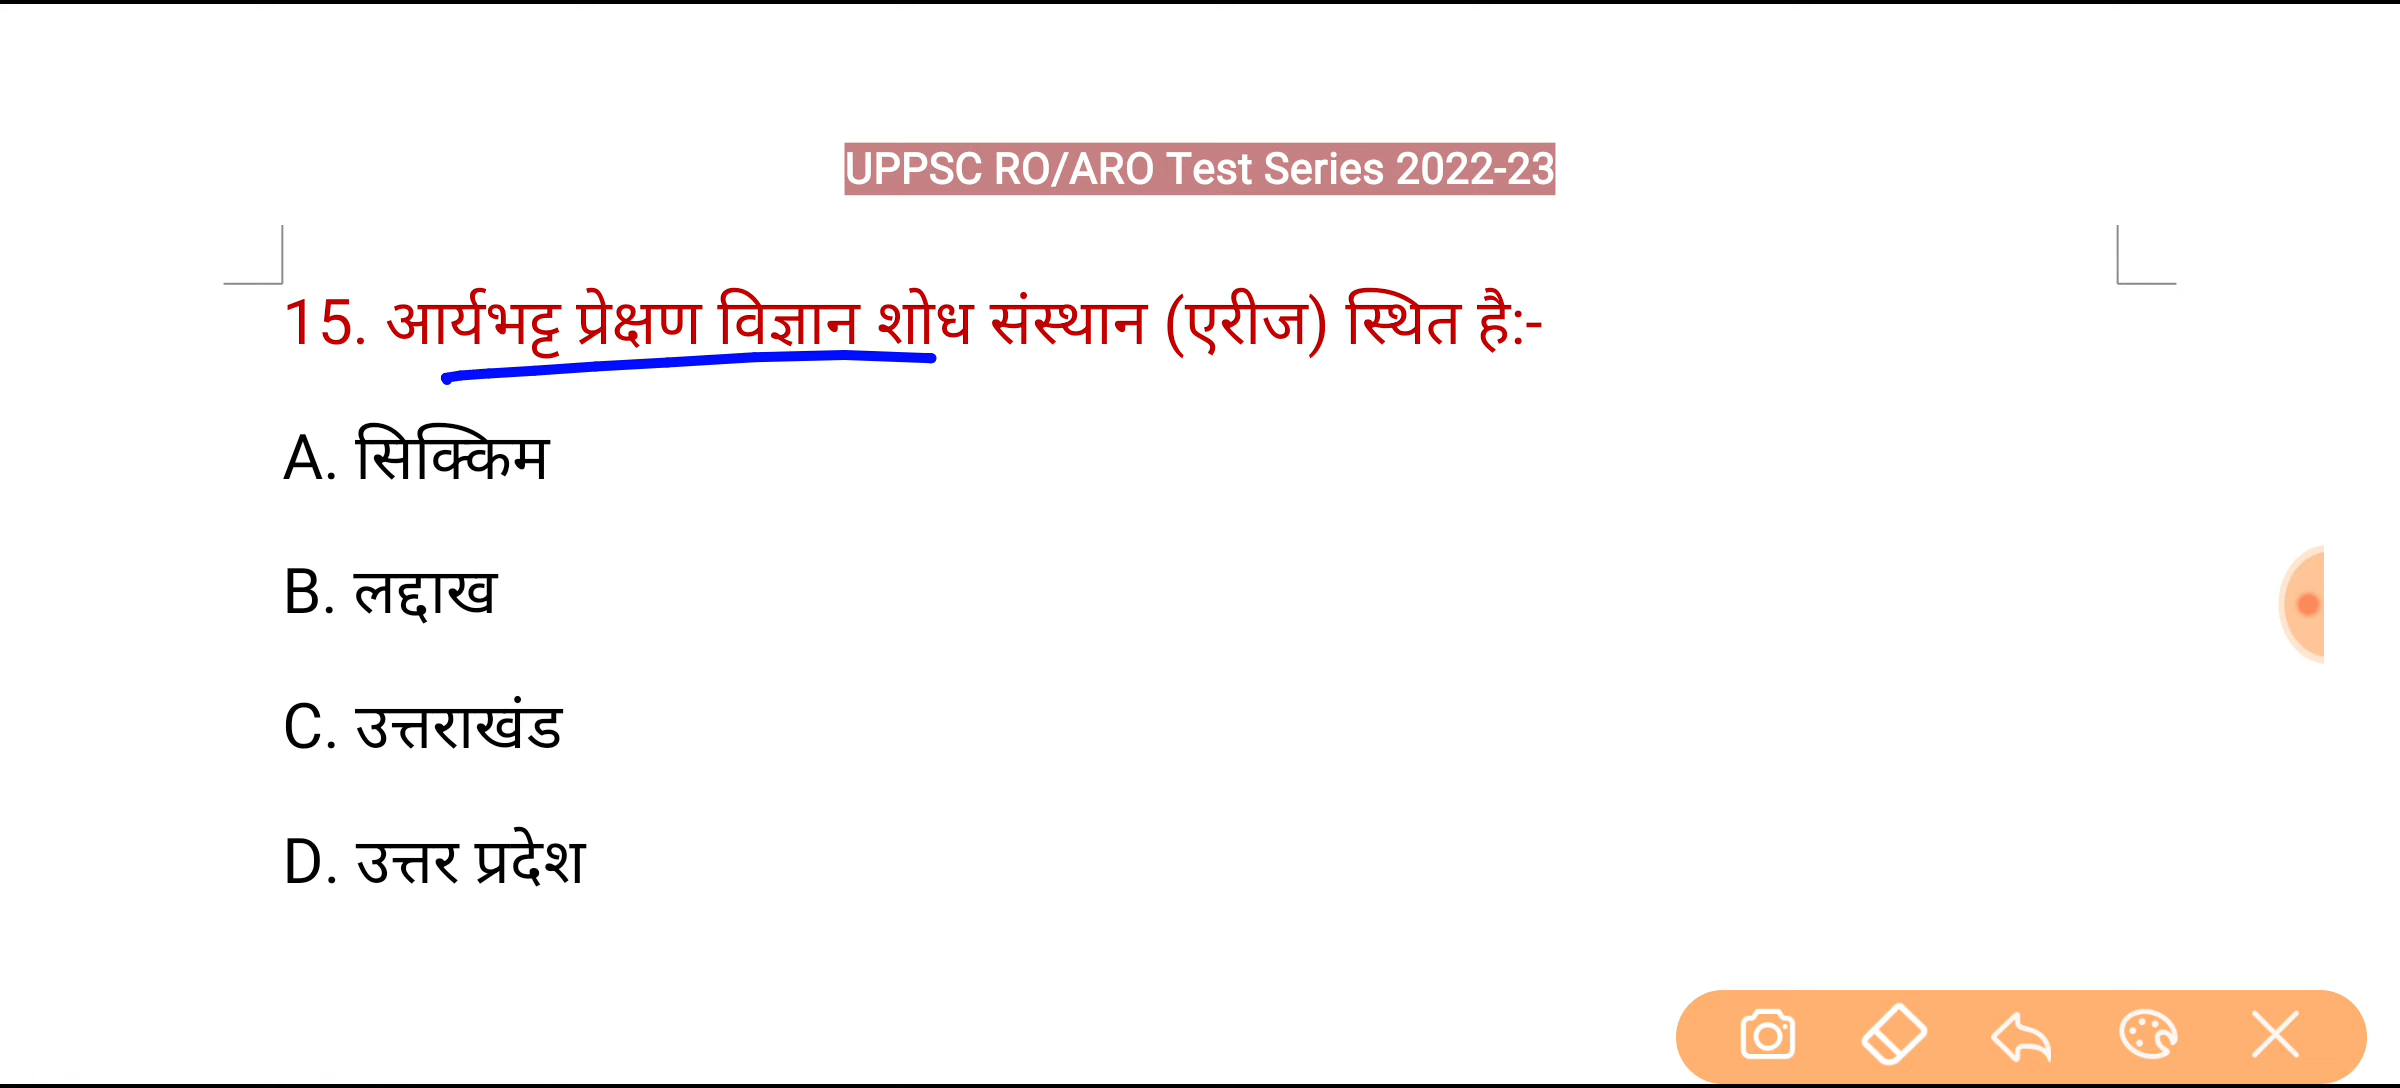 UPPSC RO/ARO Test Series 2022-23
15. आर्यभट्ट प्रेक्षण विज्ञान शोध संस्थान (एरीज) स्थित है:-
A. सिक्किम
B. लद्दाख
C. उत्तराखंड
D. उत्तर प्रदेश